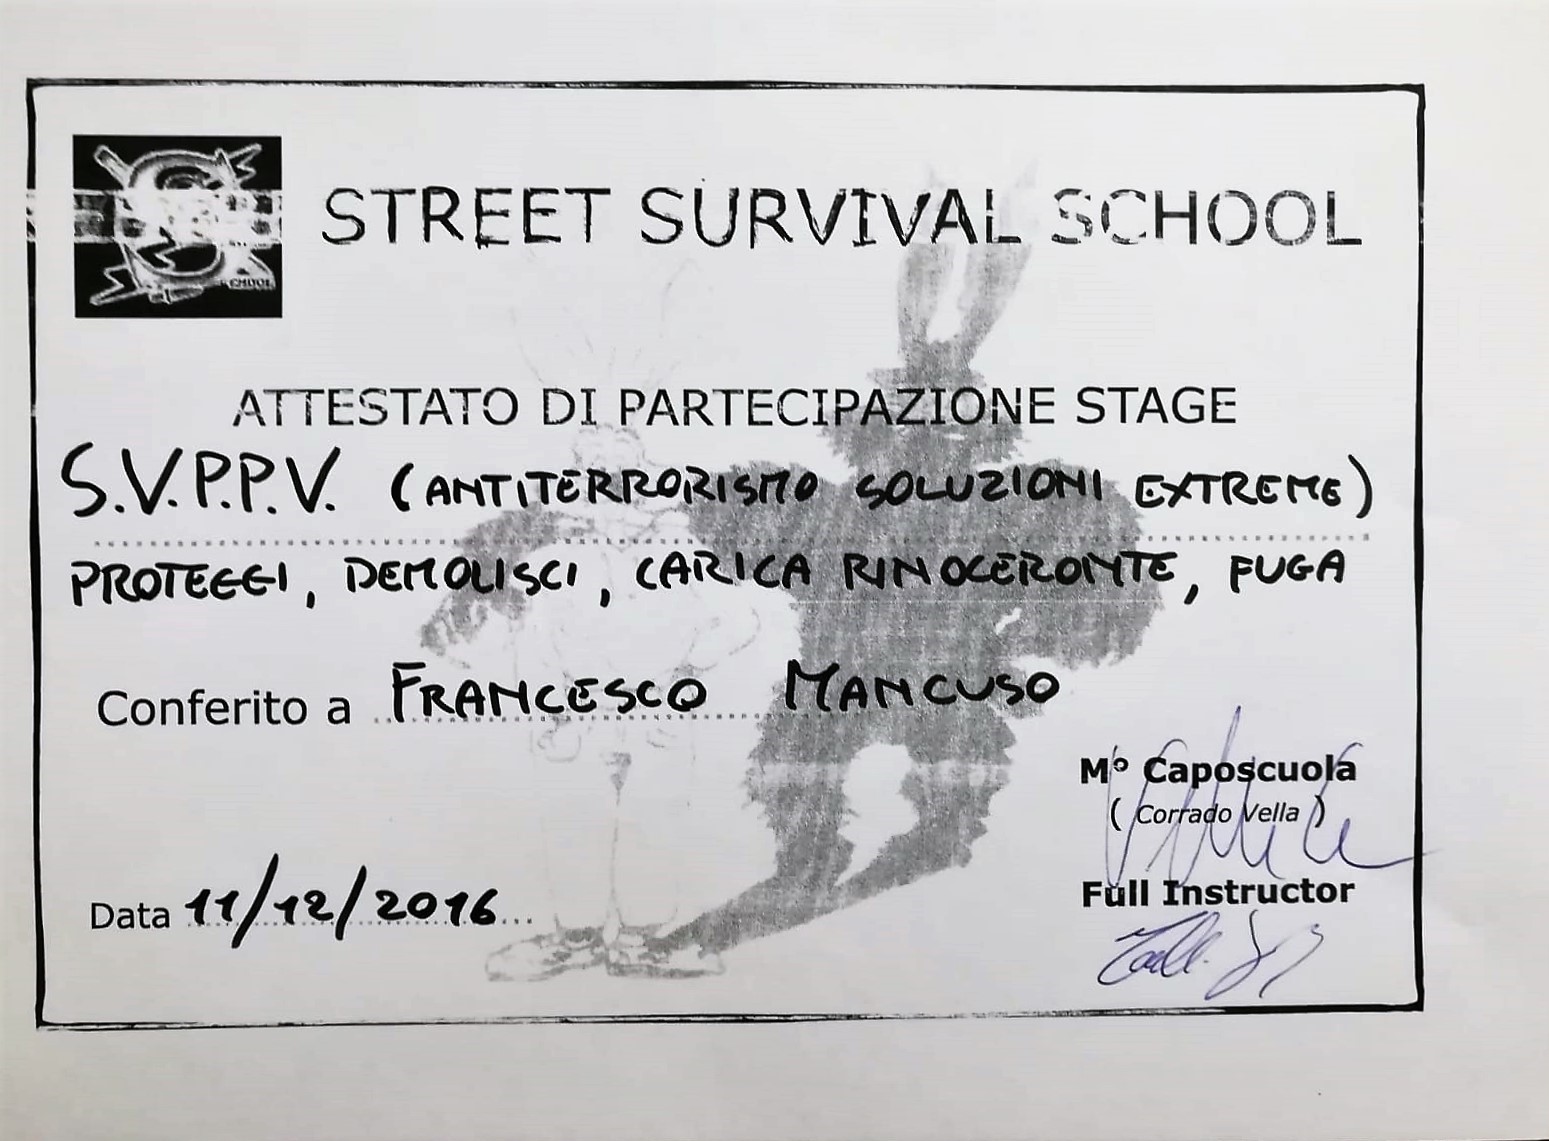 STREET SURVIVAL SCHOOL
ATTESTATO DI PARTECIPAZIONE STAGE
S.V.P.P.V. (ANTITERRORISMO SOLUZIONI EXTREME)
PROTEGGI, DEMOLISCI, CARICA RINOCERONTE, FUGA
Conferito a FRANCESCO MANCUSO
M° Caposcuola
( Corrado Vella )
Full Instructor
Data 11/12/2016